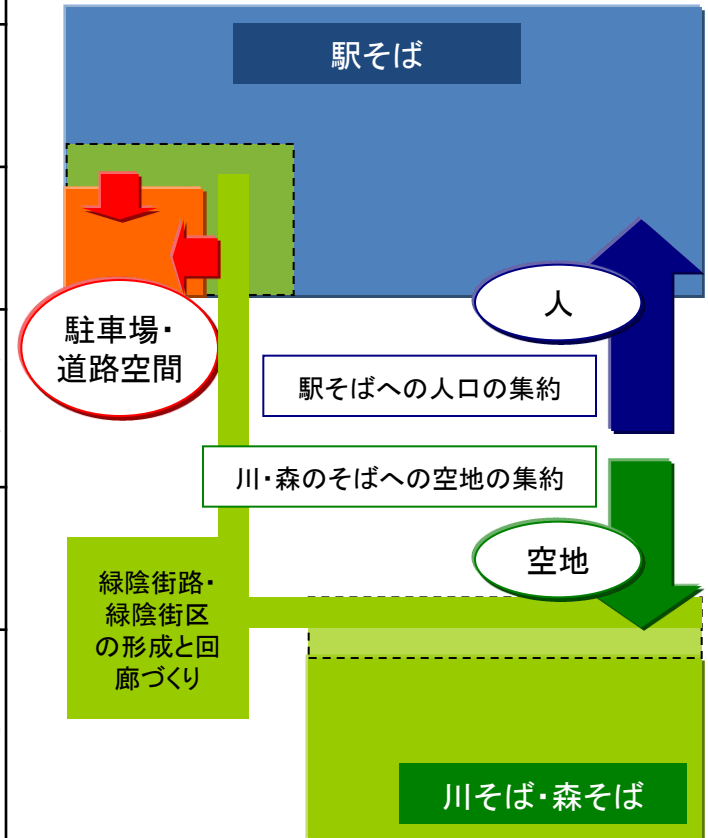 駅そば
人
駐車場・
道路空間
駅そばへの人口の集約
川・森のそばへの空地の集約
空地
緑陰街路・
緑陰街区
の形成と回
廊づくり
川そば・森そば